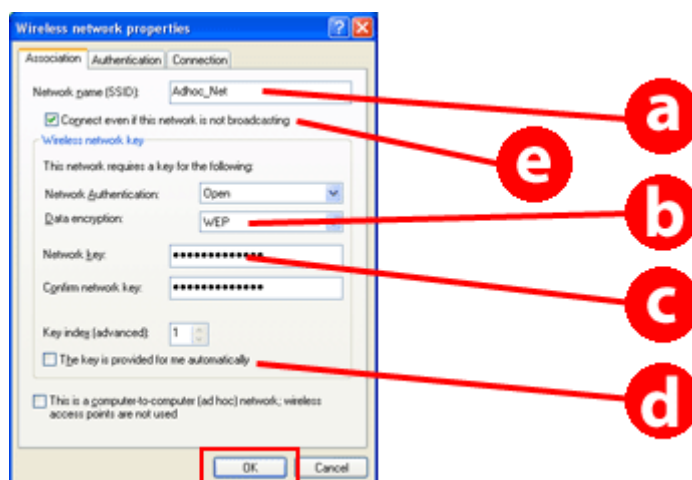 Wireless network properties
Association Authentication Connection
Network name (SSID): Adhoc_Net
a
Connect even if this network is not broadcasting
e
Wireless network key
This network requires a key for the following:
Network Authentication: Open
Data encryption: WEP
b
Network key: •••••••••••••
c
Confirm network key: •••••••••••••
Key index (advanced): 1
The key is provided for me automatically
d
This is a computer-to-computer (ad hoc) network; wireless
access points are not used
OK Cancel